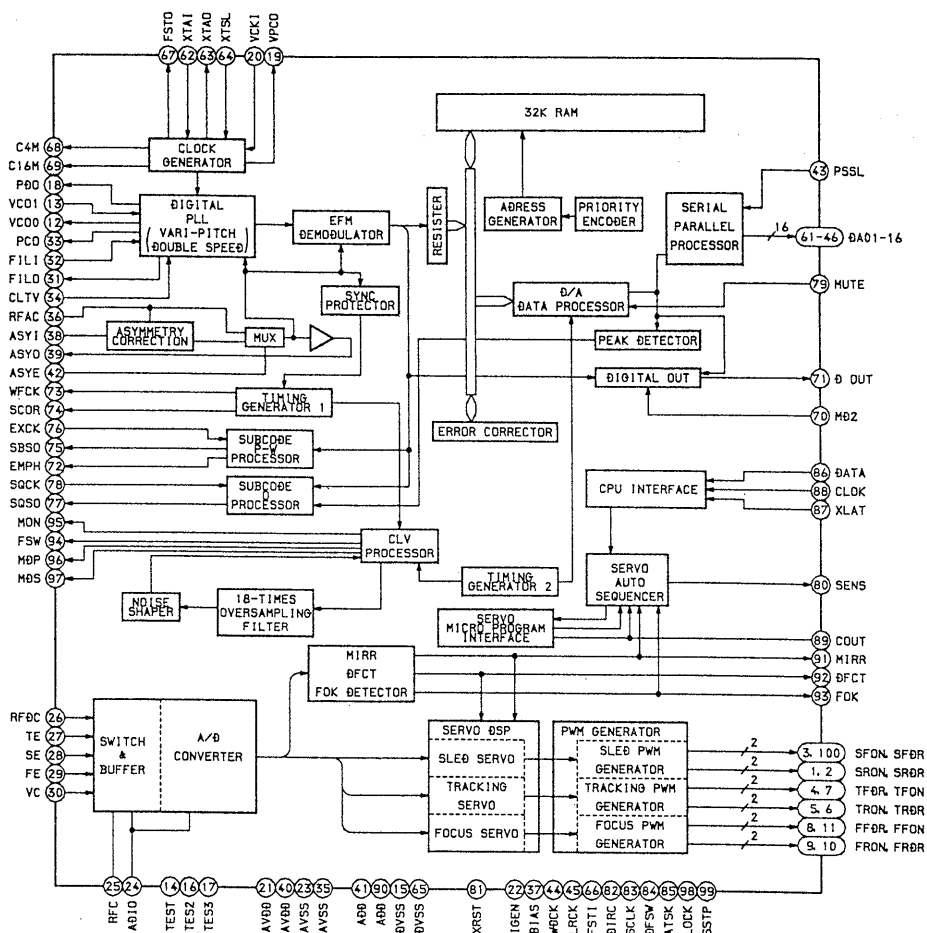 FSTO XTAI XTAO XTSL VCKI VPCO
67 62 63 64 20 19
32K RAM
C4M 68
C16M 69
CLOCK
GENERATOR
PDO 18
VCO1 13
VCOO 12
PCO 33
FILI 32
FILO 31
CLTV 34
DIGITAL
PLL
(VARI-PITCH
DOUBLE SPEED)
EFM
DEMODULATOR
RESISTER
ADRESS
GENERATOR
PRIORITY
ENCODER
SERIAL
PARALLEL
PROCESSOR
43 PSSL
16
61-46 DAO1-16
SYNC
PROTECTOR
D/A
DATA PROCESSOR
79 MUTE
RFAC 36
ASYI 38
ASYO 39
ASYE 42
ASYMMETRY
CORRECTION
MUX
PEAK DETECTOR
DIGITAL OUT
71 D OUT
70 MD2
WFCK 73
SCOR 74
TIMING
GENERATOR 1
ERROR CORRECTOR
EXCK 76
SBSO 75
EMPH 72
SUBCODE
P-W
PROCESSOR
SQCK 78
SQSO 77
SUBCODE
Q
PROCESSOR
CPU INTERFACE
86 DATA
88 CLOK
87 XLAT
MON 95
FSW 94
MDP 96
MDS 97
CLV
PROCESSOR
NOISE
SHAPER
18-TIMES
OVERSAMPLING
FILTER
TIMING
GENERATOR 2
SERVO
AUTO
SEQUENCER
80 SENS
SERVO
MICRO PROGRAM
INTERFACE
89 COUT
91 MIRR
92 DFCT
93 FOK
MIRR
DFCT
FOK DETECTOR
RFDC 26
TE 27
SE 28
FE 29
VC 30
SWITCH
&
BUFFER
A/D
CONVERTER
SERVO DSP
SLED SERVO
TRACKING
SERVO
FOCUS SERVO
PWM GENERATOR
SLED PWM
GENERATOR
TRACKING PWM
GENERATOR
FOCUS PWM
GENERATOR
2 3. 100 SFON. SFDR
2 1. 2 SRON. SRDR
2 4. 7 TFDR. TFON
2 5. 6 TRON. TRDR
2 8. 11 FFDR. FFON
2 9. 10 FRON. FRDR
25 24 14 16 17 21 40 23 35 41 90 15 65 81 22 37 44 45 66 82 83 84 85 98 99
RFC ADIO TEST TES2 TES3 AVDD AVDD AVSS AVSS ADD ADD DVSS DVSS XRST IGEN BIAS WDCK LRCK FSTI DIRC SCLK DFSW ATSK LOCK SSTP